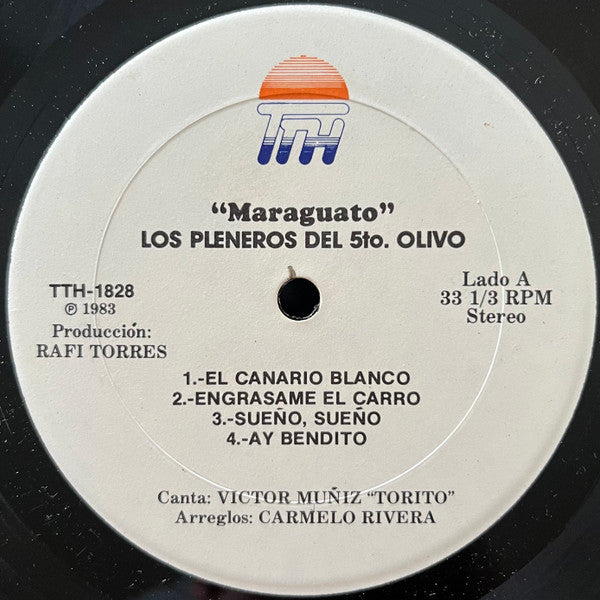 TTH
“Maraguato”
LOS PLENEROS DEL 5to. OLIVO
TTH-1828
℗ 1983
Producción:
RAFI TORRES
Lado A
33 1/3 RPM
Stereo
1.-EL CANARIO BLANCO
2.-ENGRASAME EL CARRO
3.-SUEÑO, SUEÑO
4.-AY BENDITO
Canta: VICTOR MUÑIZ “TORITO”
Arreglos: CARMELO RIVERA